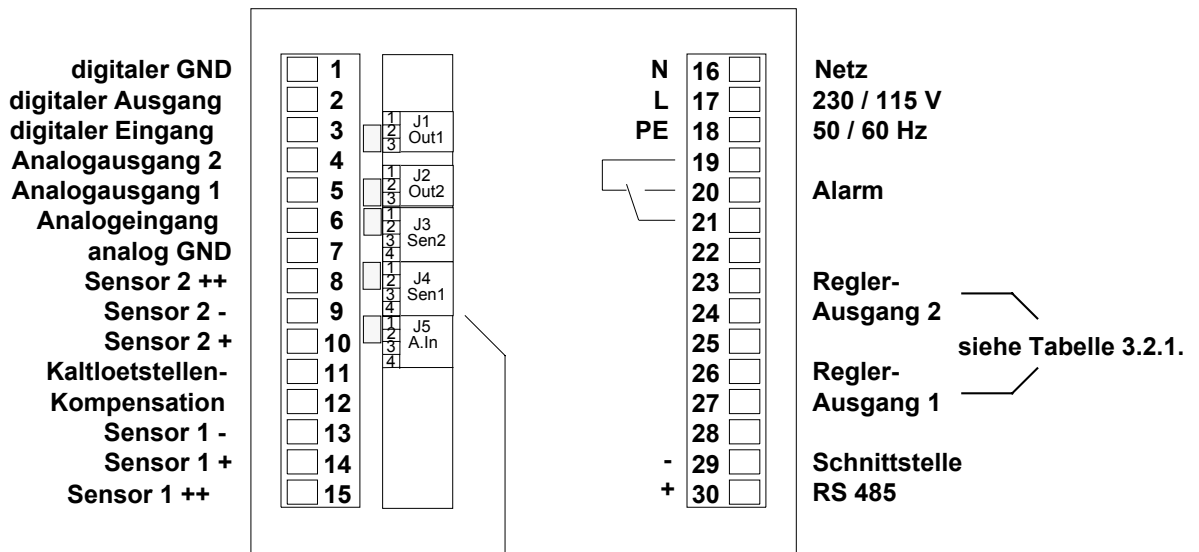 digitaler GND 1
digitaler Ausgang 2
digitaler Eingang 3
Analogausgang 2 4
Analogausgang 1 5
Analogeingang 6
analog GND 7
Sensor 2 ++ 8
Sensor 2 - 9
Sensor 2 + 10
Kaltloetstellen- 11
Kompensation 12
Sensor 1 - 13
Sensor 1 + 14
Sensor 1 ++ 15
1 J1
2 Out1
3
1 J2
2 Out2
3
1
2 J3
3 Sen2
4
1
2 J4
3 Sen1
4
1 J5
2 A.In
3
4
N 16 Netz
L 17 230 / 115 V
PE 18 50 / 60 Hz
19
20 Alarm
21
22
23 Regler-
24 Ausgang 2
25
siehe Tabelle 3.2.1.
26 Regler-
27 Ausgang 1
28
- 29 Schnittstelle
+ 30 RS 485